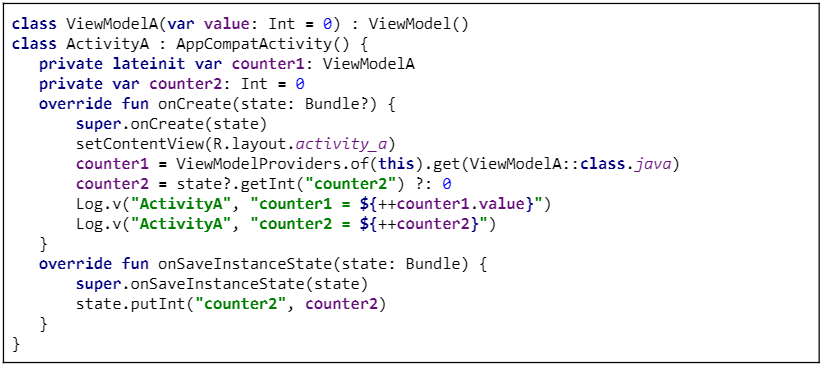 class ViewModelA(var value: Int = 0) : ViewModel()
class ActivityA : AppCompatActivity() {
   private lateinit var counter1: ViewModelA
   private var counter2: Int = 0
   override fun onCreate(state: Bundle?) {
       super.onCreate(state)
       setContentView(R.layout.activity_a)
       counter1 = ViewModelProviders.of(this).get(ViewModelA::class.java)
       counter2 = state?.getInt("counter2") ?: 0
       Log.v("ActivityA", "counter1 = ${++counter1.value}")
       Log.v("ActivityA", "counter2 = ${++counter2}")
   }
   override fun onSaveInstanceState(state: Bundle) {
       super.onSaveInstanceState(state)
       state.putInt("counter2", counter2)
   }
}